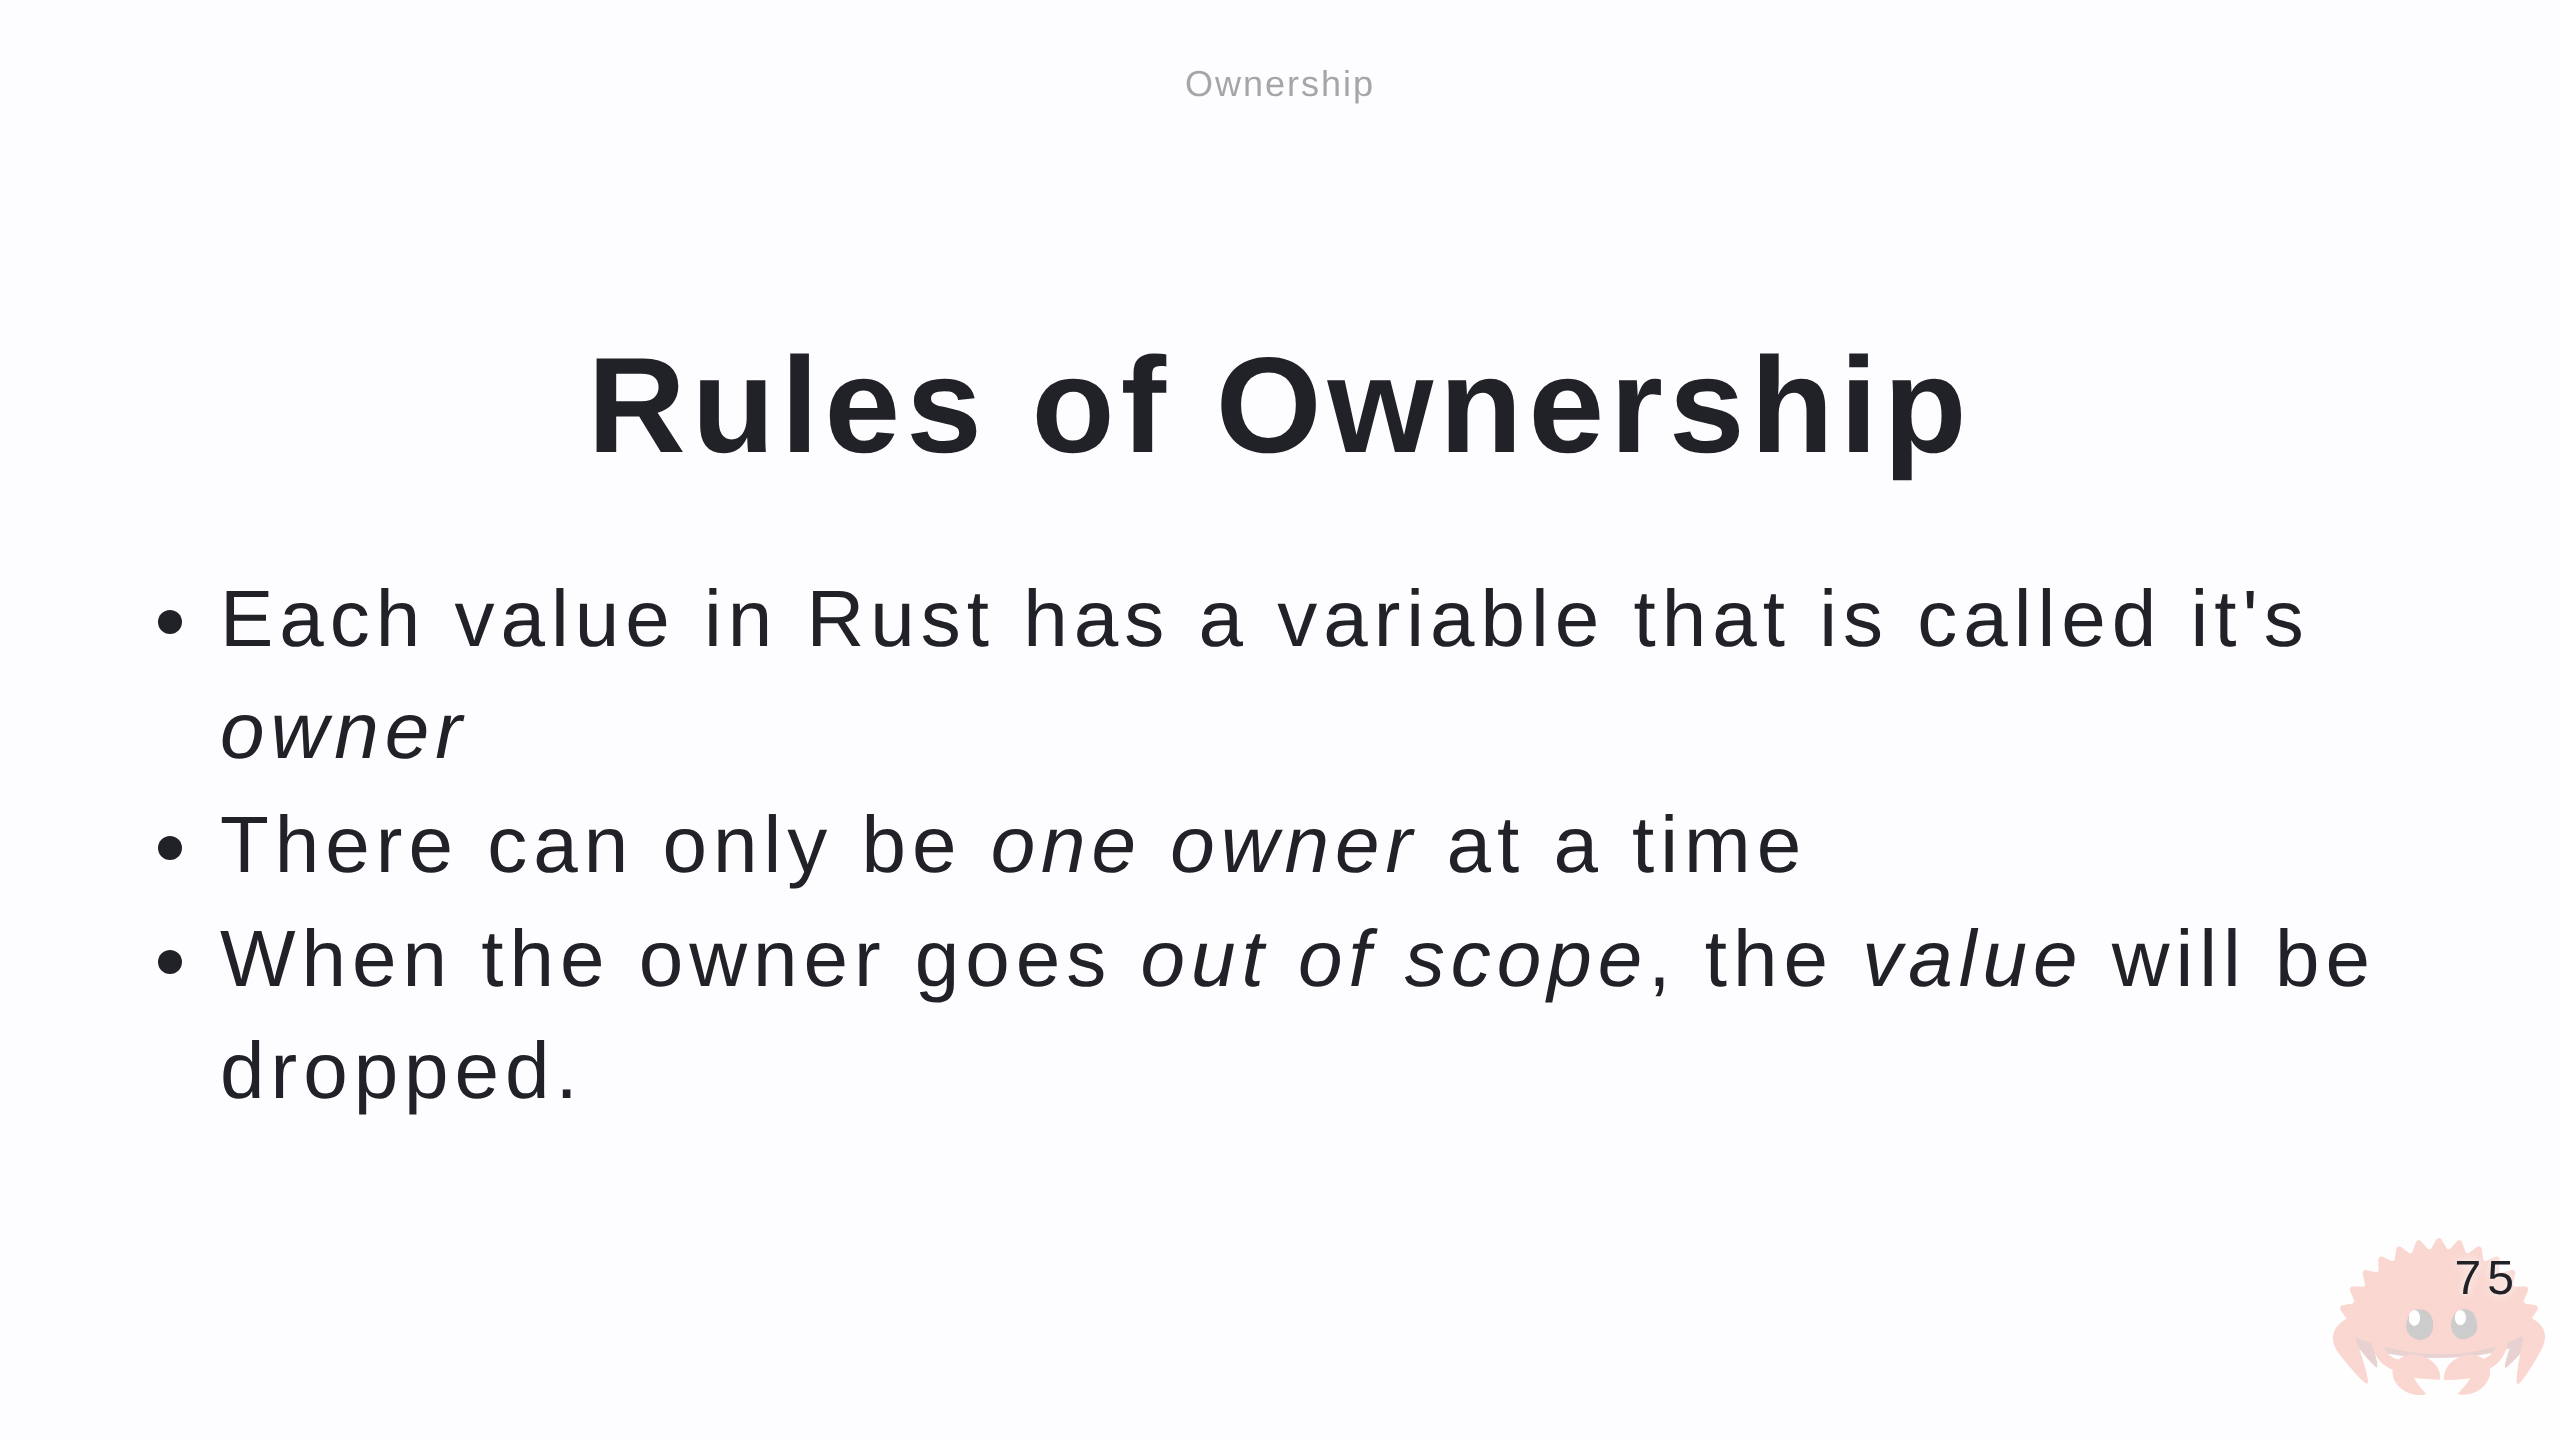 Ownership
Rules of Ownership
• Each value in Rust has a variable that is called it's
owner
• There can only be one owner at a time
• When the owner goes out of scope, the value will be
dropped.
75